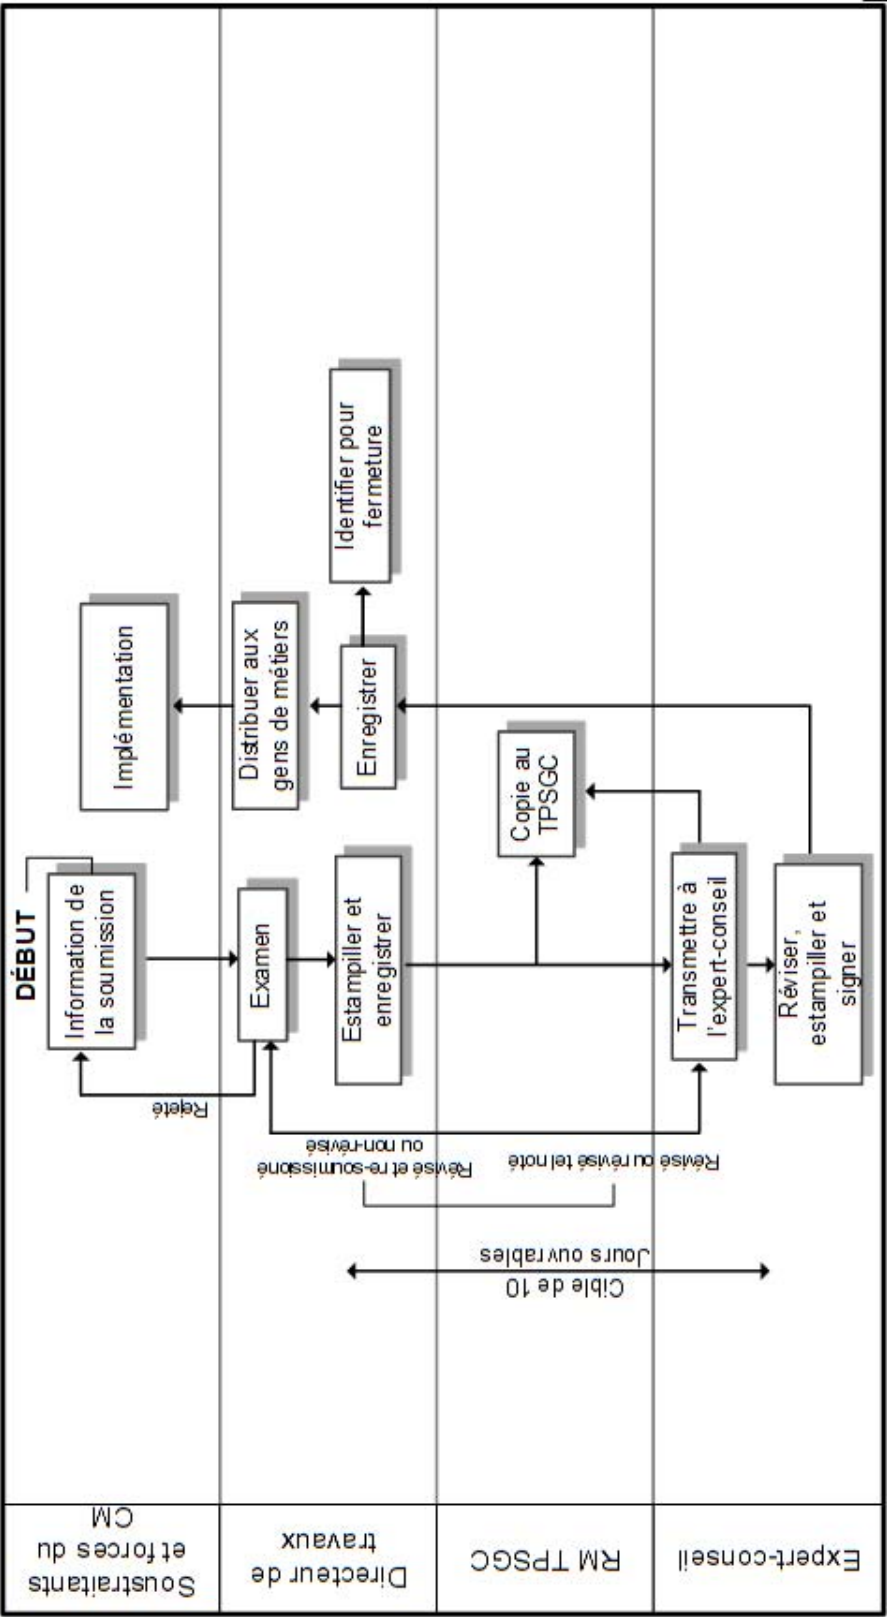 DÉBUT
Information de
la soumission
Rejeté
Implémentation
Examen
Distribuer aux
gens de métiers
Estampiller et
enregistrer
Enregistrer
Identifier pour
fermeture
Révisé et re-soumissioné
ou non-révisé
Révisé ou révisé tel noté
Copie au
TPSGC
Transmettre à
l'expert-conseil
Réviser,
estampiller et
signer
Cible de 10
Jours ouvrables
Soustraitants
et forces du
CM
Directeur de
travaux
RM TPSGC
Expert-conseil